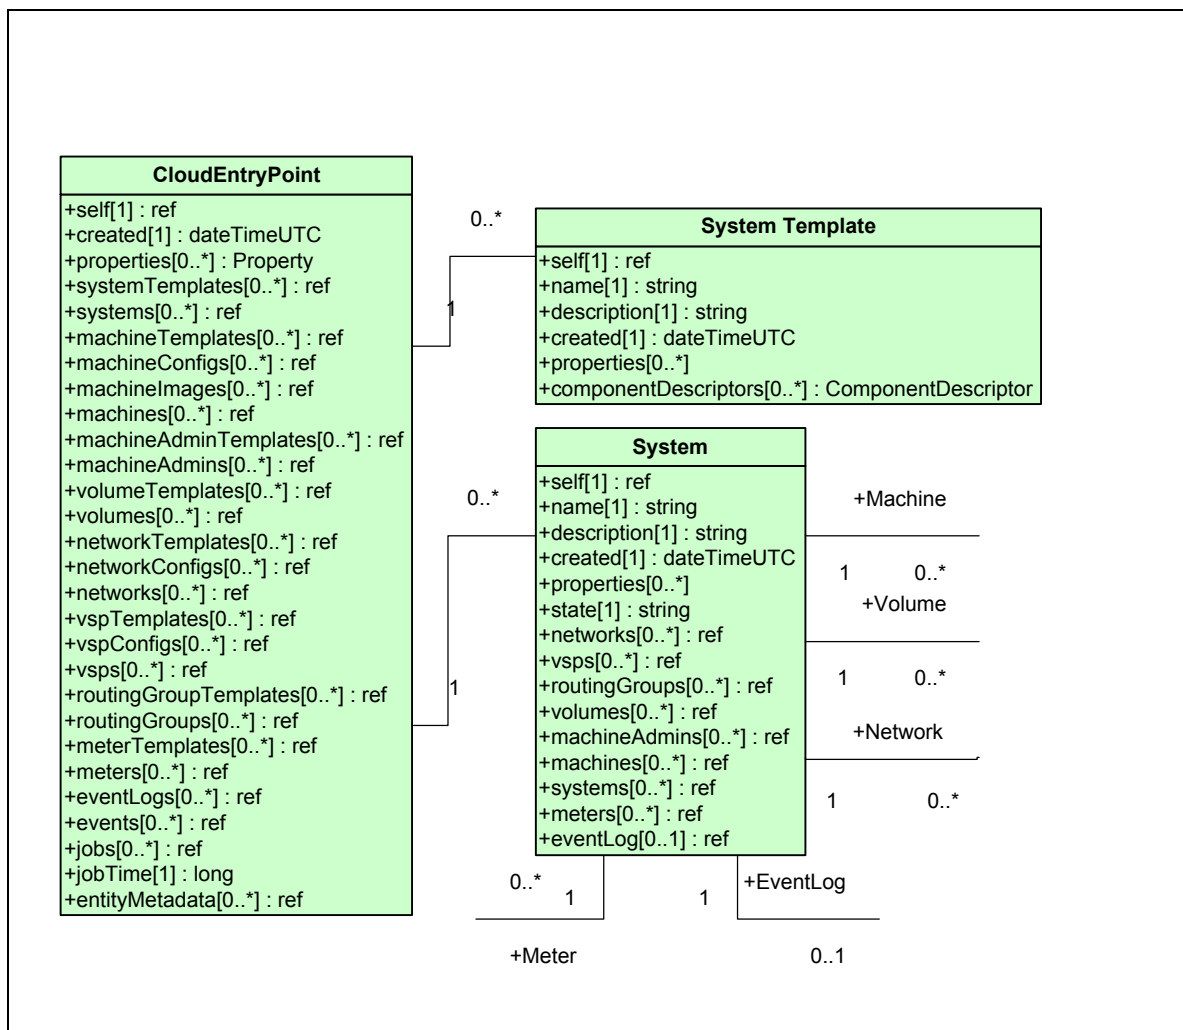 CloudEntryPoint
+self[1] : ref
+created[1] : dateTimeUTC
+properties[0..*] : Property
+systemTemplates[0..*] : ref
+systems[0..*] : ref
+machineTemplates[0..*] : ref
+machineConfigs[0..*] : ref
+machineImages[0..*] : ref
+machines[0..*] : ref
+machineAdminTemplates[0..*] : ref
+machineAdmins[0..*] : ref
+volumeTemplates[0..*] : ref
+volumes[0..*] : ref
+networkTemplates[0..*] : ref
+networkConfigs[0..*] : ref
+networks[0..*] : ref
+vspTemplates[0..*] : ref
+vspConfigs[0..*] : ref
+vsps[0..*] : ref
+routingGroupTemplates[0..*] : ref
+routingGroups[0..*] : ref
+meterTemplates[0..*] : ref
+meters[0..*] : ref
+eventLogs[0..*] : ref
+events[0..*] : ref
+jobs[0..*] : ref
+jobTime[1] : long
+entityMetadata[0..*] : ref
0..*
1
System Template
+self[1] : ref
+name[1] : string
+description[1] : string
+created[1] : dateTimeUTC
+properties[0..*]
+componentDescriptors[0..*] : ComponentDescriptor
0..*
1
System
+self[1] : ref
+name[1] : string
+description[1] : string
+created[1] : dateTimeUTC
+properties[0..*]
+state[1] : string
+networks[0..*] : ref
+vsps[0..*] : ref
+routingGroups[0..*] : ref
+volumes[0..*] : ref
+machineAdmins[0..*] : ref
+machines[0..*] : ref
+systems[0..*] : ref
+meters[0..*] : ref
+eventLog[0..1] : ref
+Machine
1 0..*
+Volume
1 0..*
+Network
1 0..*
0..*
1
+Meter
+EventLog
1
0..1